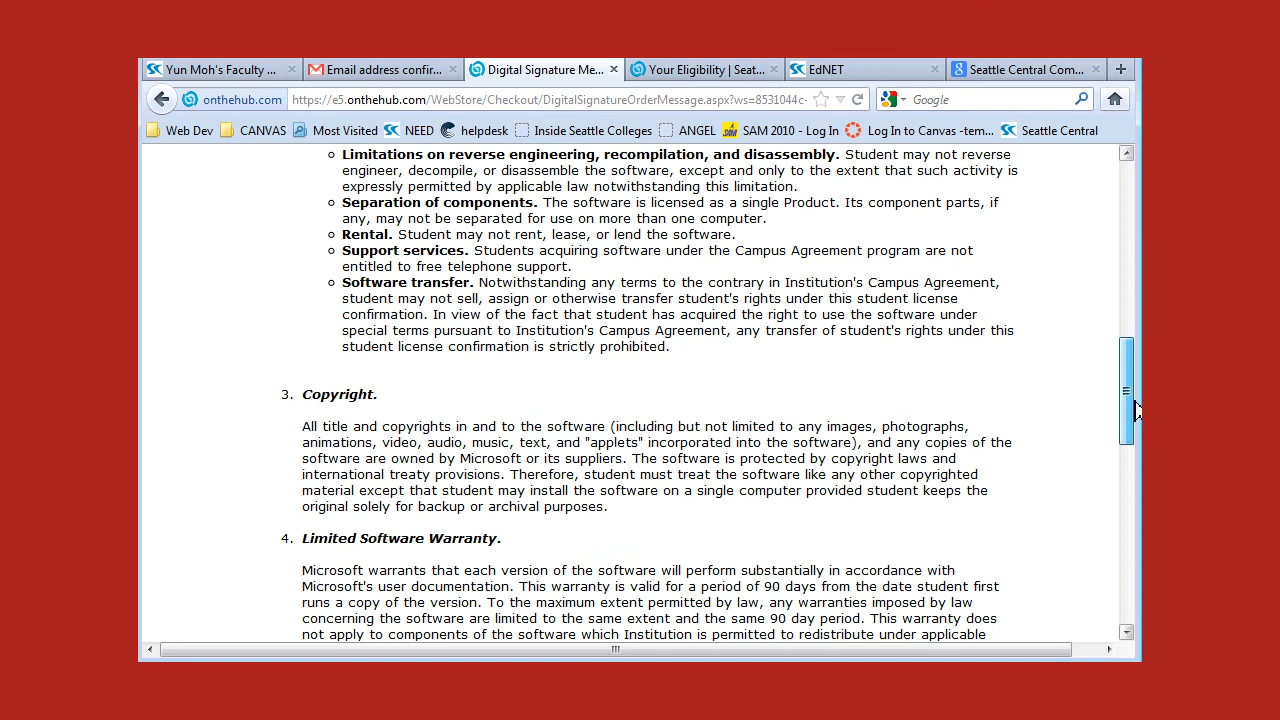 Yun Moh's Faculty ...
Email address confir...
Digital Signature Me...
Your Eligibility | Seat...
EdNET
Seattle Central Com...
onthehub.com
https://e5.onthehub.com/WebStore/Checkout/DigitalSignatureOrderMessage.aspx?ws=8531044c-
Google
Web Dev
CANVAS
Most Visited
NEED
helpdesk
Inside Seattle Colleges
ANGEL
SAM 2010 - Log In
Log In to Canvas -tem...
Seattle Central
Limitations on reverse engineering, recompilation, and disassembly. Student may not reverse
engineer, decompile, or disassemble the software, except and only to the extent that such activity is
expressly permitted by applicable law notwithstanding this limitation.
Separation of components. The software is licensed as a single Product. Its component parts, if
any, may not be separated for use on more than one computer.
Rental. Student may not rent, lease, or lend the software.
Support services. Students acquiring software under the Campus Agreement program are not
entitled to free telephone support.
Software transfer. Notwithstanding any terms to the contrary in Institution's Campus Agreement,
student may not sell, assign or otherwise transfer student's rights under this student license
confirmation. In view of the fact that student has acquired the right to use the software under
special terms pursuant to Institution's Campus Agreement, any transfer of student's rights under this
student license confirmation is strictly prohibited.
3. Copyright.
All title and copyrights in and to the software (including but not limited to any images, photographs,
animations, video, audio, music, text, and "applets" incorporated into the software), and any copies of the
software are owned by Microsoft or its suppliers. The software is protected by copyright laws and
international treaty provisions. Therefore, student must treat the software like any other copyrighted
material except that student may install the software on a single computer provided student keeps the
original solely for backup or archival purposes.
4. Limited Software Warranty.
Microsoft warrants that each version of the software will perform substantially in accordance with
Microsoft's user documentation. This warranty is valid for a period of 90 days from the date student first
runs a copy of the version. To the maximum extent permitted by law, any warranties imposed by law
concerning the software are limited to the same extent and the same 90 day period. This warranty does
not apply to components of the software which Institution is permitted to redistribute under applicable